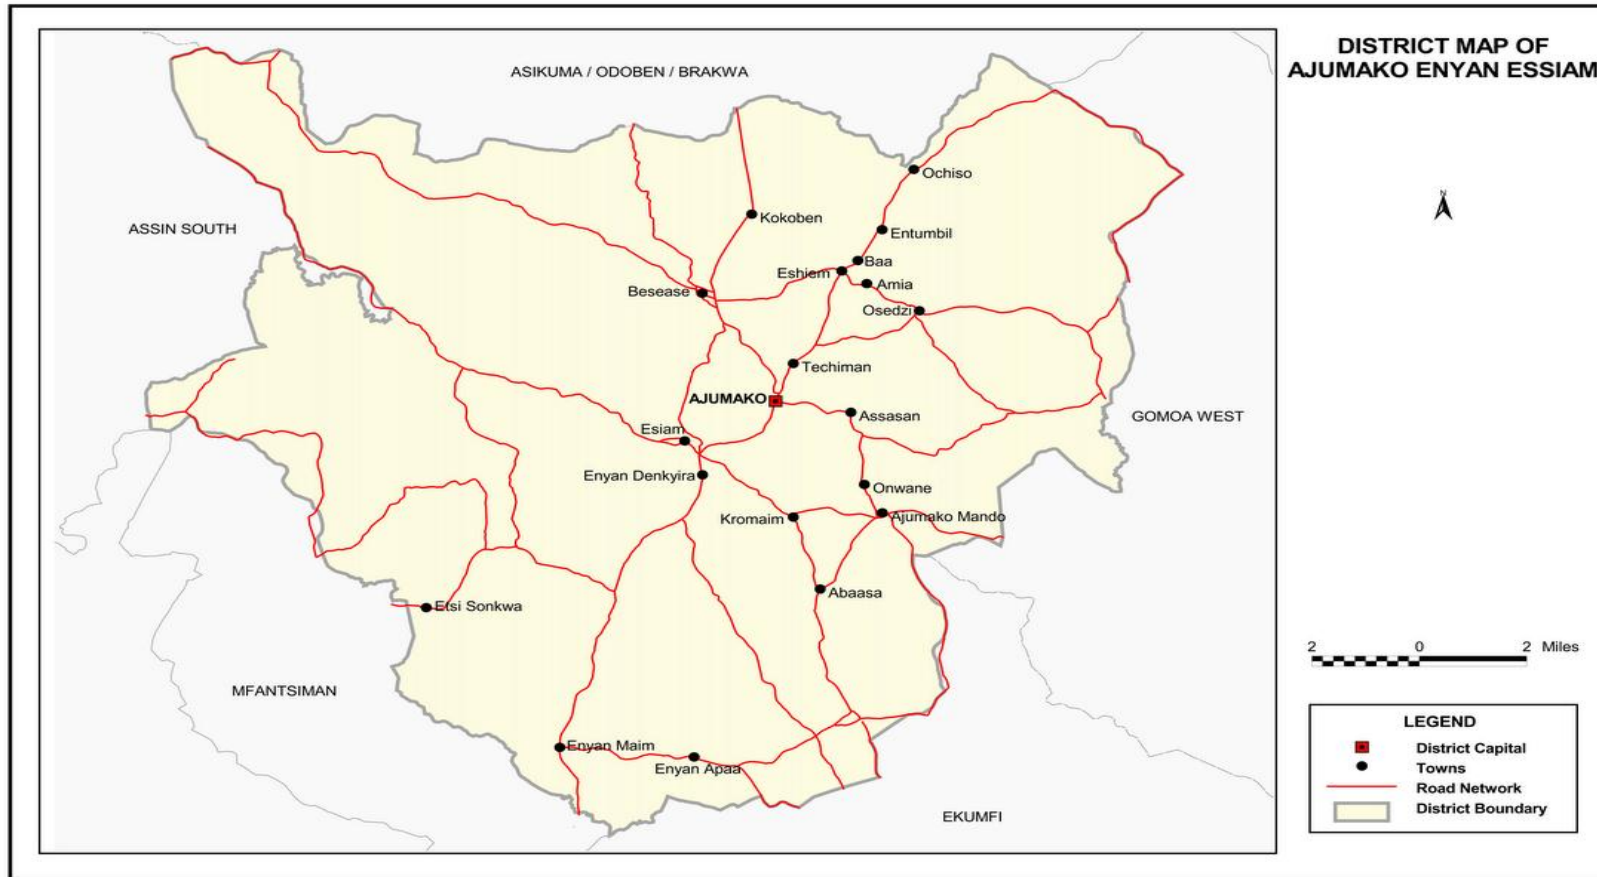 DISTRICT MAP OF
AJUMAKO ENYAN ESSIAM
ASIKUMA / ODOBEN / BRAKWA
Ochiso
N
Kokoben
ASSIN SOUTH
Entumbil
Baa
Eshiem
Amia
Besease
Osedzi
Techiman
AJUMAKO
Assasan
GOMOA WEST
Esiam
Enyan Denkyira
Onwane
Kromaim
Ajumako Mando
Abaasa
Etsi Sonkwa
2 0 2 Miles
MFANTSIMAN
Enyan Maim
Enyan Apaa
EKUMFI
LEGEND
District Capital
Towns
Road Network
District Boundary